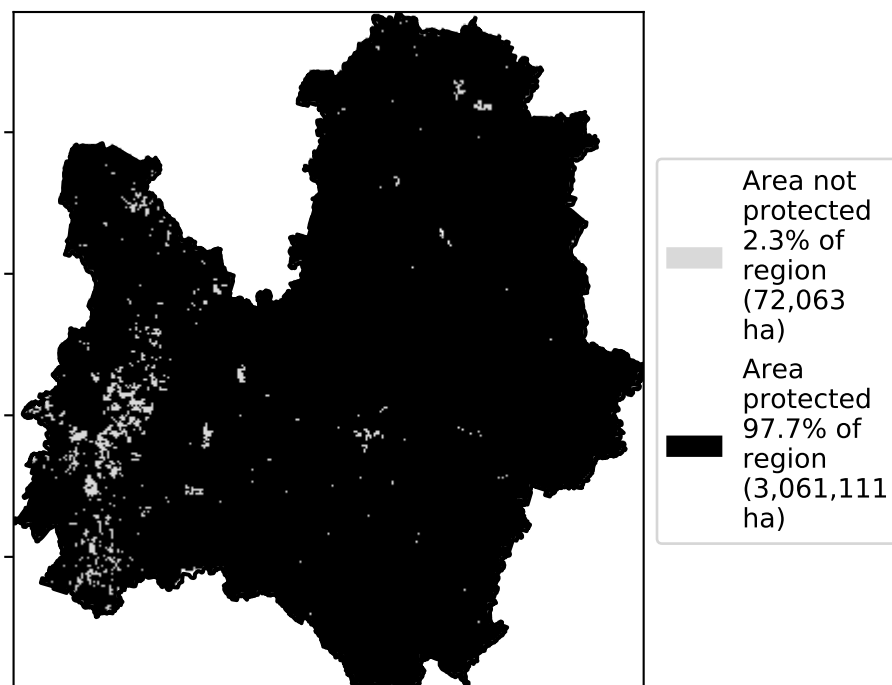 Area not
protected
2.3% of
region
(72,063
ha)
Area
protected
97.7% of
region
(3,061,111
ha)